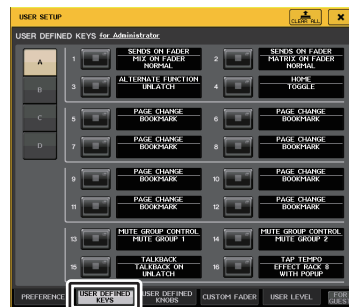 USER SETUP
CLEAR ALL
USER DEFINED KEYS for Administrator
A
B
C
D
1
SENDS ON FADER
MIX ON FADER
NORMAL
2
SENDS ON FADER
MATRIX ON FADER
NORMAL
3
ALTERNATE FUNCTION
UNLATCH
4
HOME
TOGGLE
5
PAGE CHANGE
BOOKMARK
6
PAGE CHANGE
BOOKMARK
7
PAGE CHANGE
BOOKMARK
8
PAGE CHANGE
BOOKMARK
9
PAGE CHANGE
BOOKMARK
10
PAGE CHANGE
BOOKMARK
11
PAGE CHANGE
BOOKMARK
12
PAGE CHANGE
BOOKMARK
13
MUTE GROUP CONTROL
MUTE GROUP 1
14
MUTE GROUP CONTROL
MUTE GROUP 2
15
TALKBACK
TALKBACK ON
UNLATCH
16
TAP TEMPO
EFFECT RACK 8
WITH POPUP
PREFERENCE
USER DEFINED
KEYS
USER DEFINED
KNOBS
CUSTOM FADER
USER LEVEL
FOR
GUES